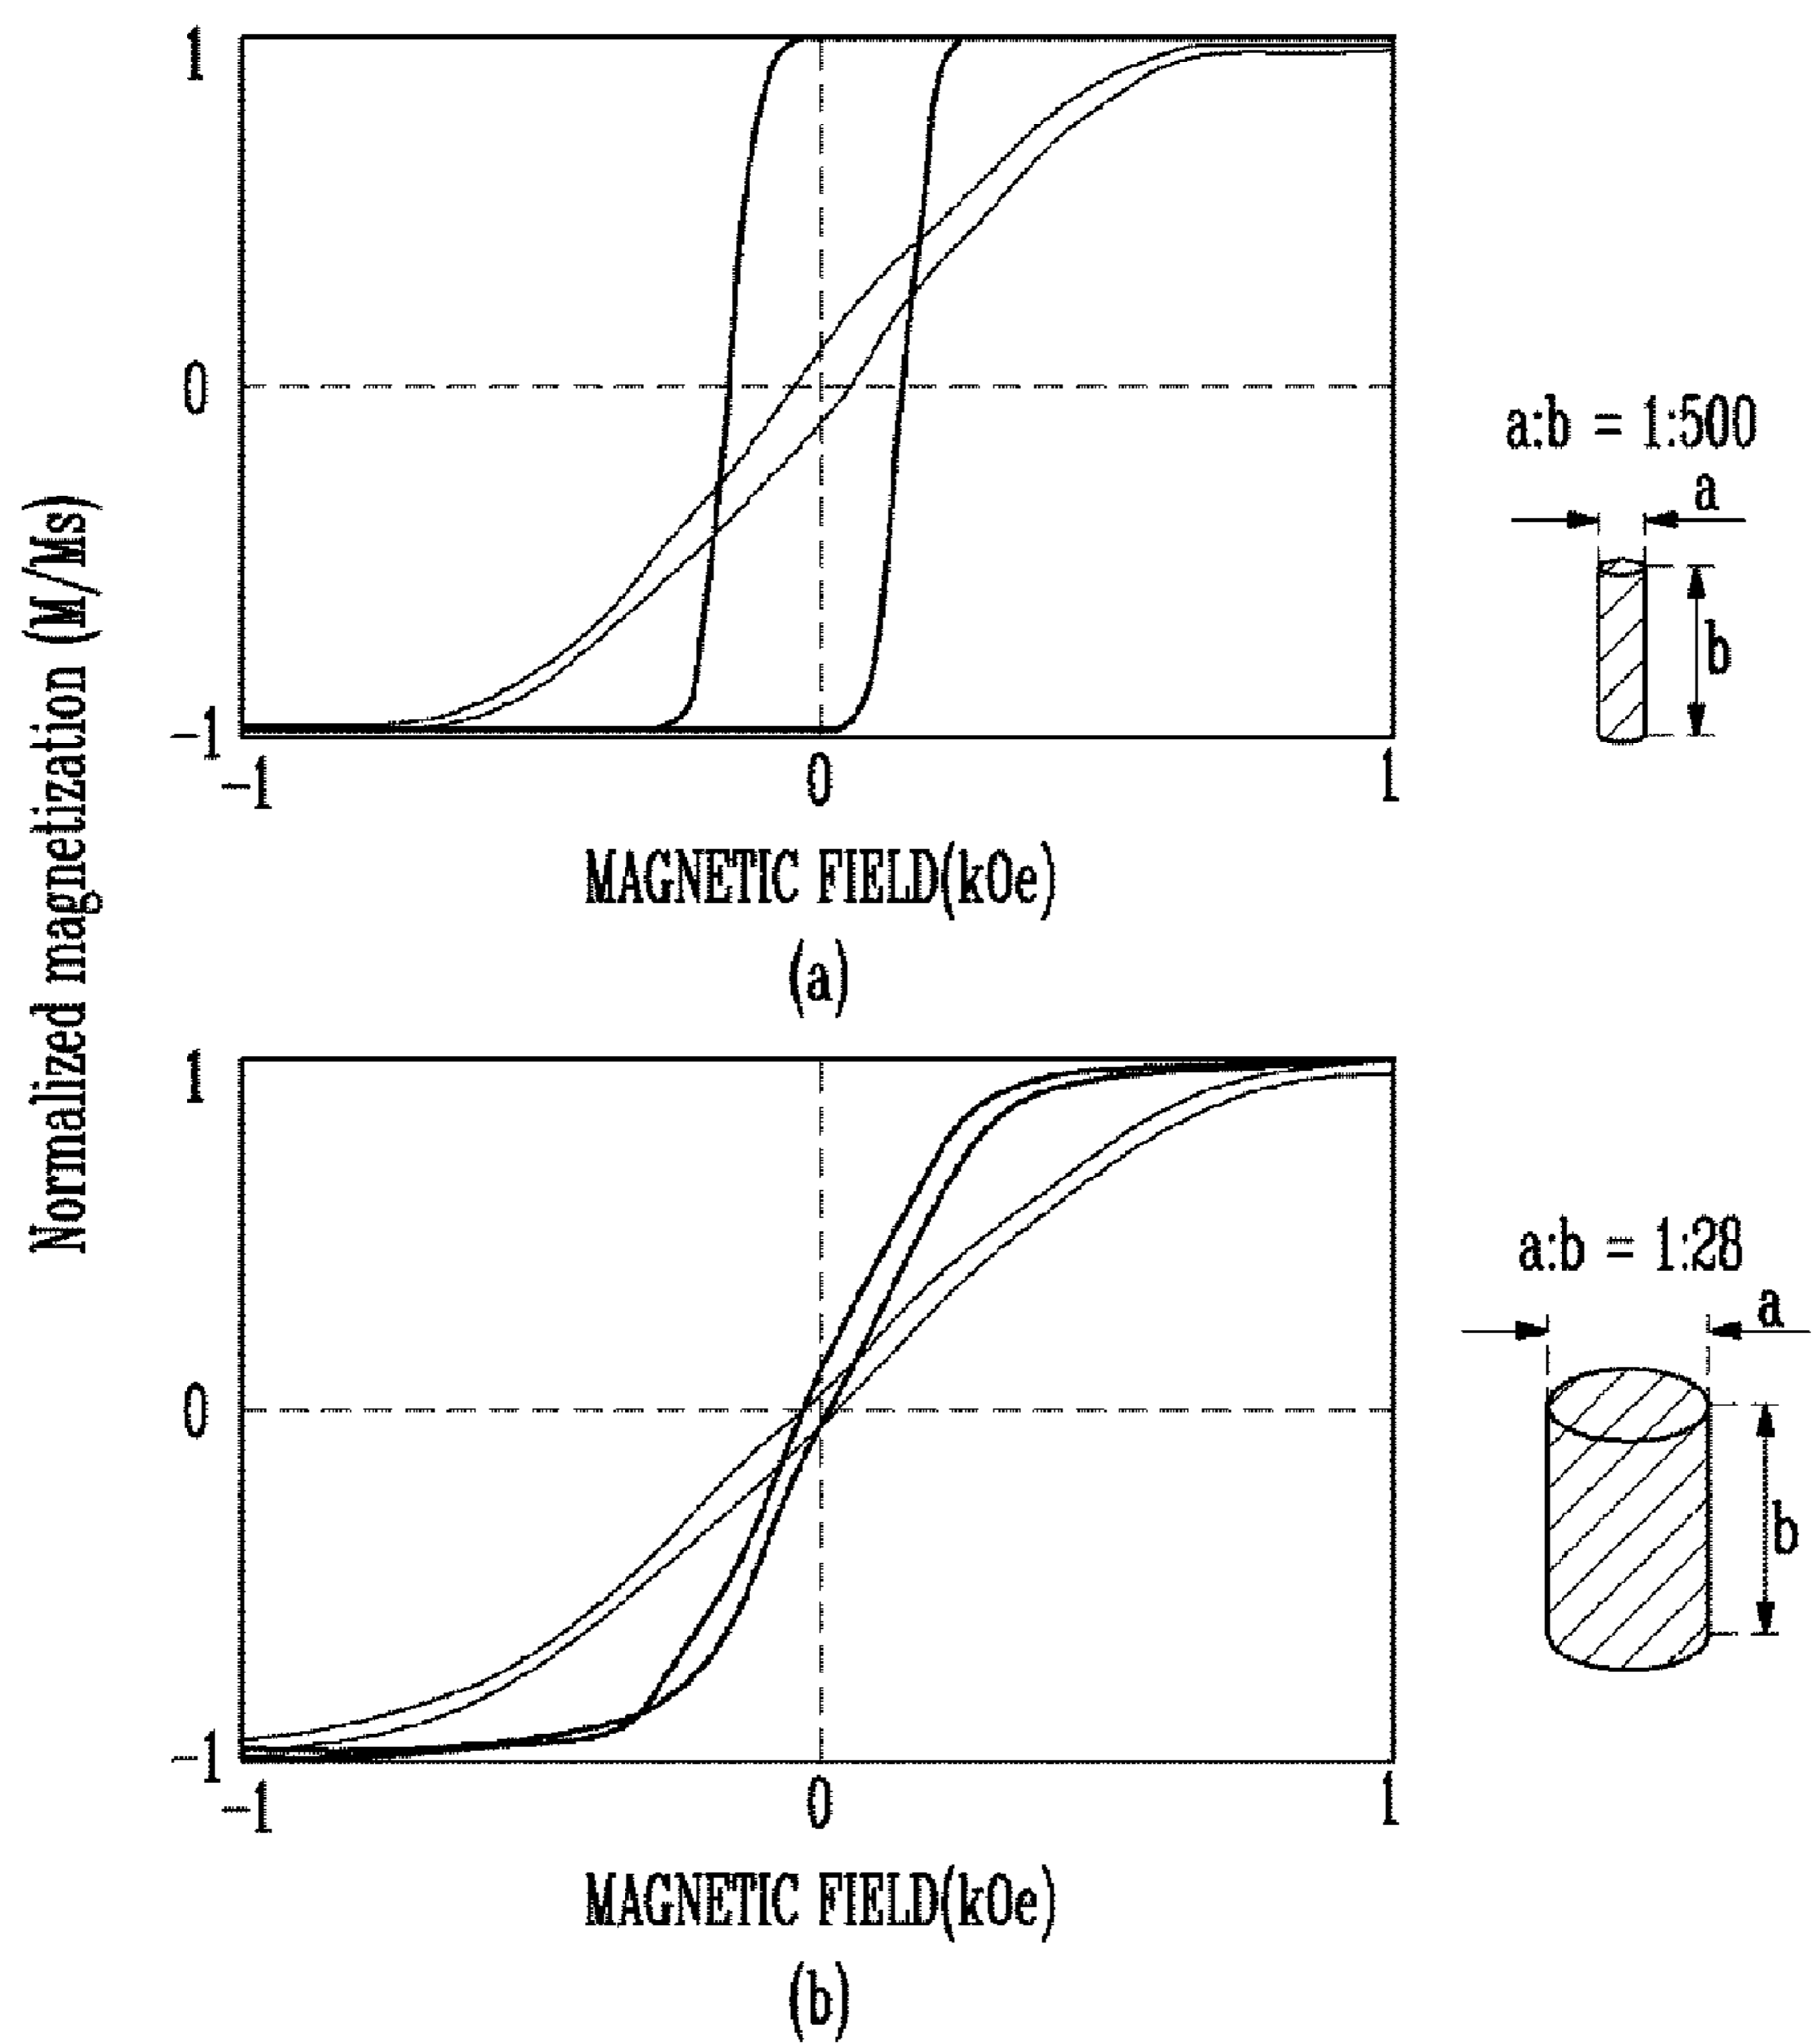 Normalized magnetization (M/Ms)
1
0
-1
-1 0 1
MAGNETIC FIELD(kOe)
(a)
a:b = 1:500
a
b
1
0
-1
-1 0 1
MAGNETIC FIELD(kOe)
(b)
a:b = 1:28
a
b